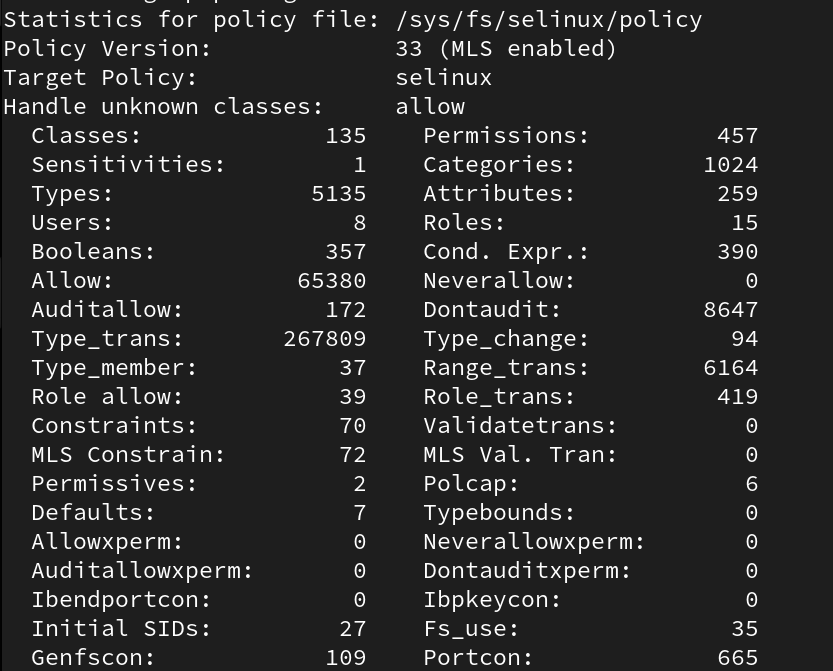 Statistics for policy file: /sys/fs/selinux/policy
Policy Version:             33 (MLS enabled)
Target Policy:              selinux
Handle unknown classes:     allow
  Classes:             135    Permissions:         457
  Sensitivities:         1    Categories:         1024
  Types:              5135    Attributes:          259
  Users:                 8    Roles:                15
  Booleans:            357    Cond. Expr.:         390
  Allow:             65380    Neverallow:            0
  Auditallow:          172    Dontaudit:          8647
  Type_trans:       267809    Type_change:          94
  Type_member:          37    Range_trans:        6164
  Role allow:           39    Role_trans:          419
  Constraints:          70    Validatetrans:         0
  MLS Constrain:        72    MLS Val. Tran:         0
  Permissives:           2    Polcap:                6
  Defaults:              7    Typebounds:            0
  Allowxperm:            0    Neverallowxperm:       0
  Auditallowxperm:       0    Dontauditxperm:        0
  Ibendportcon:          0    Ibpkeycon:             0
  Initial SIDs:         27    Fs_use:               35
  Genfscon:            109    Portcon:             665